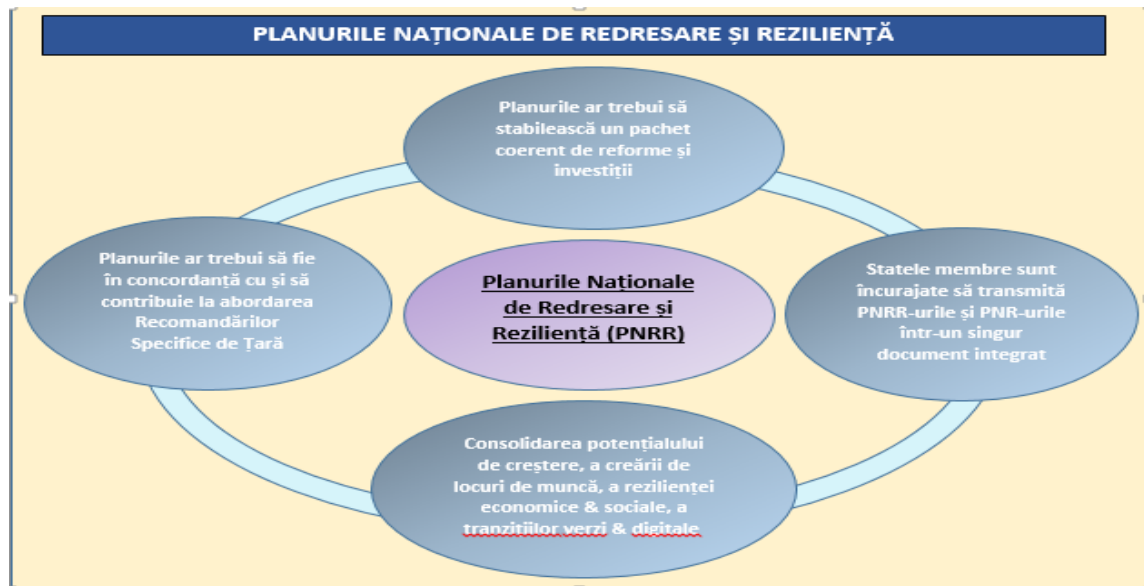 PLANURILE NAȚIONALE DE REDRESARE ȘI REZILIENȚĂ
Planurile ar trebui să
stabilească un pachet
coerent de reforme și
investiții
Planurile ar trebui să fie
în concordanță cu și să
contribuie la abordarea
Recomandărilor
Specifice de Țară
Planurile Naționale
de Redresare și
Reziliență (PNRR)
Statele membre sunt
încurajate să transmită
PNRR-urile și PNR-urile
într-un singur
document integrat
Consolidarea potențialului
de creștere, a creării de
locuri de muncă, a rezilienței
economice & sociale, a
tranzițiilor verzi & digitale